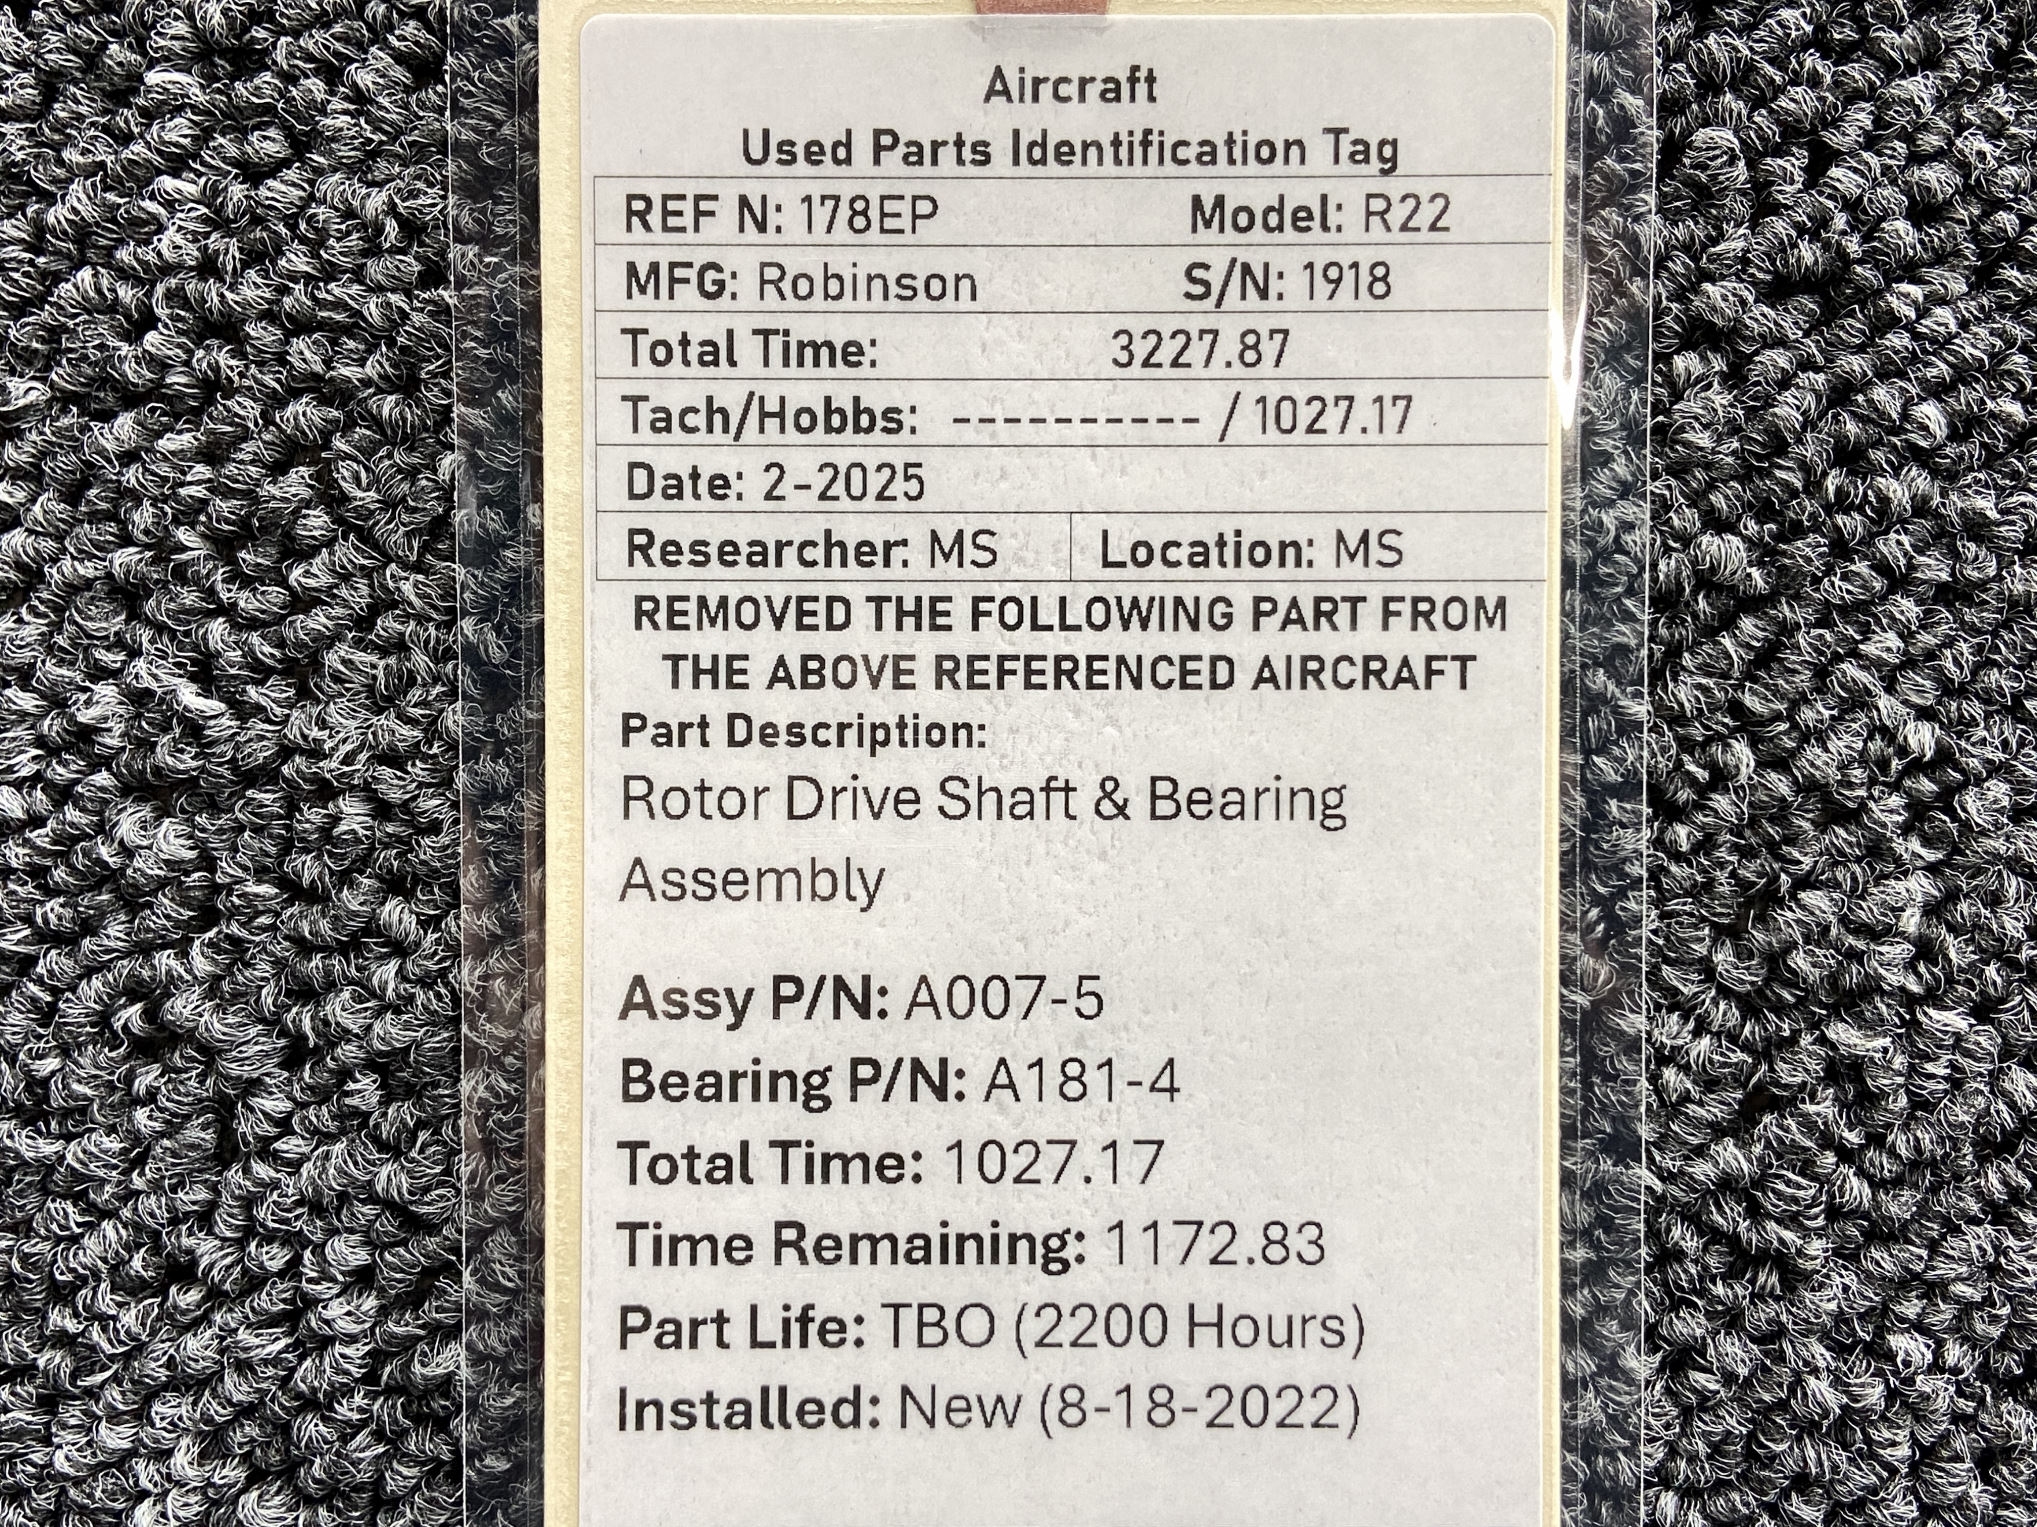 Aircraft
Used Parts Identification Tag
REF N: 178EP Model: R22
MFG: Robinson S/N: 1918
Total Time: 3227.87
Tach/Hobbs: ---------- / 1027.17
Date: 2-2025
Researcher: MS Location: MS
REMOVED THE FOLLOWING PART FROM
THE ABOVE REFERENCED AIRCRAFT
Part Description:
Rotor Drive Shaft & Bearing
Assembly
Assy P/N: A007-5
Bearing P/N: A181-4
Total Time: 1027.17
Time Remaining: 1172.83
Part Life: TBO (2200 Hours)
Installed: New (8-18-2022)